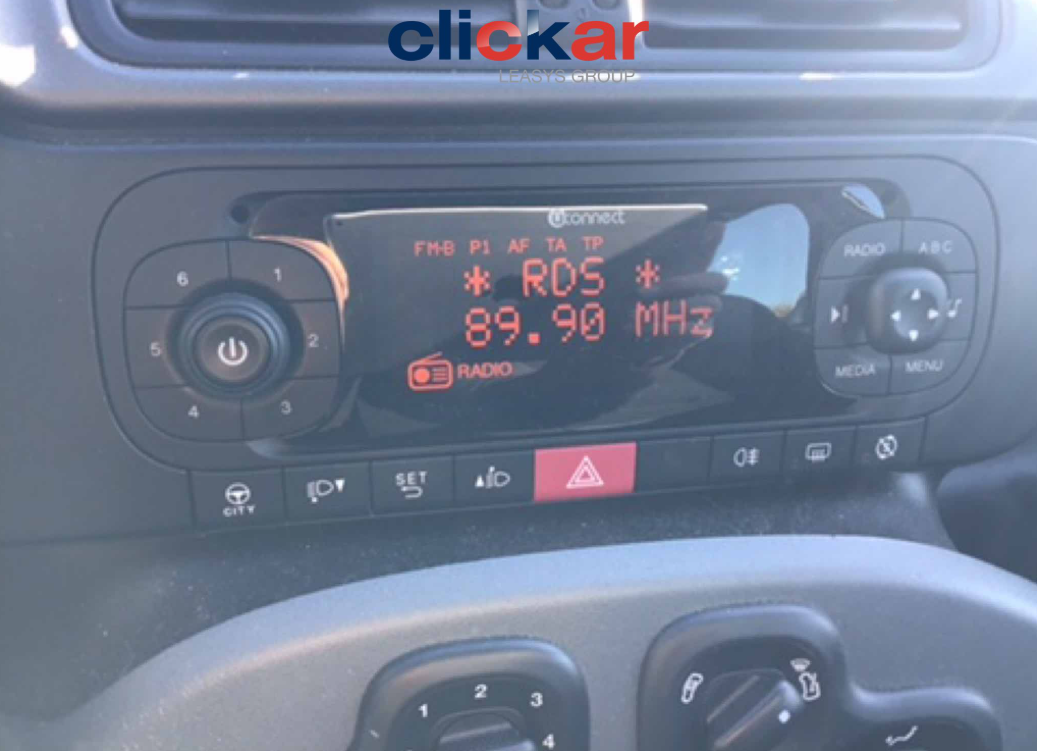 clickar
LEASYS GROUP
uconnect
FM-B P1 AF TA TP
* RDS *
89.90 MHz
RADIO
6 1
5 2
4 3
RADIO ABC
MEDIA MENU
CITY
SET
1 2 3 4